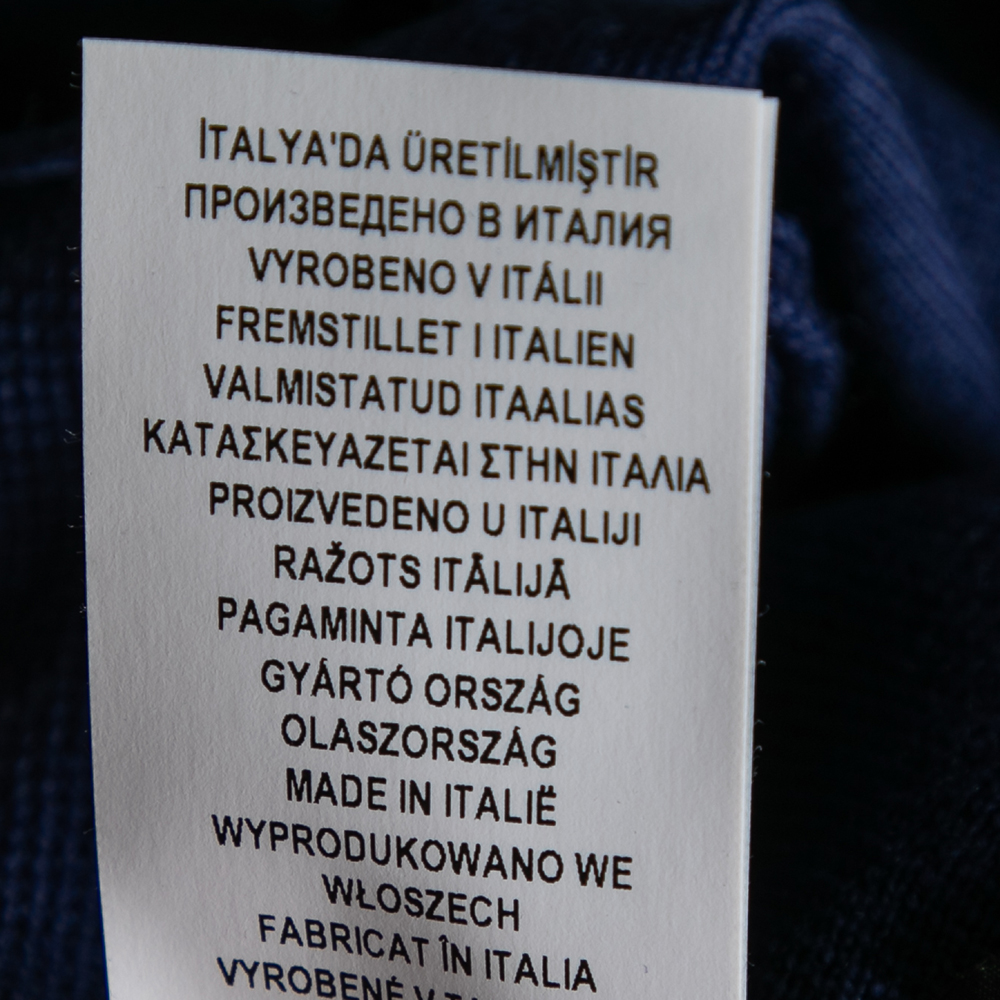 İTALYA'DA ÜRETİLMİŞTİR
ПРОИЗВЕДЕНО В ИТАЛИЯ
VYROBENO V ITÁLII
FREMSTILLET I ITALIEN
VALMISTATUD ITAALIAS
ΚΑΤΑΣΚΕΥΑΖΕΤΑΙ ΣΤΗΝ ΙΤΑΛΙΑ
PROIZVEDENO U ITALIJI
RAŽOTS ITĀLIJĀ
PAGAMINTA ITALIJOJE
GYÁRTÓ ORSZÁG
OLASZORSZÁG
MADE IN ITALIË
WYPRODUKOWANO WE
WŁOSZECH
FABRICAT ÎN ITALIA
VYROBENÉ V